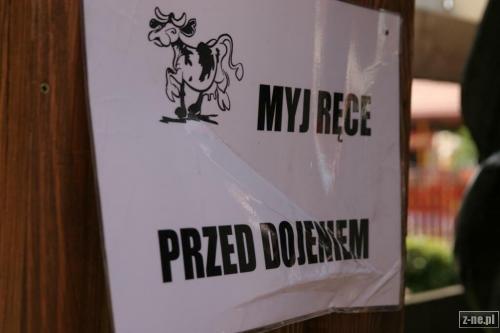 MYJ RĘCE
PRZED DOJENIEM
z-ne.pl